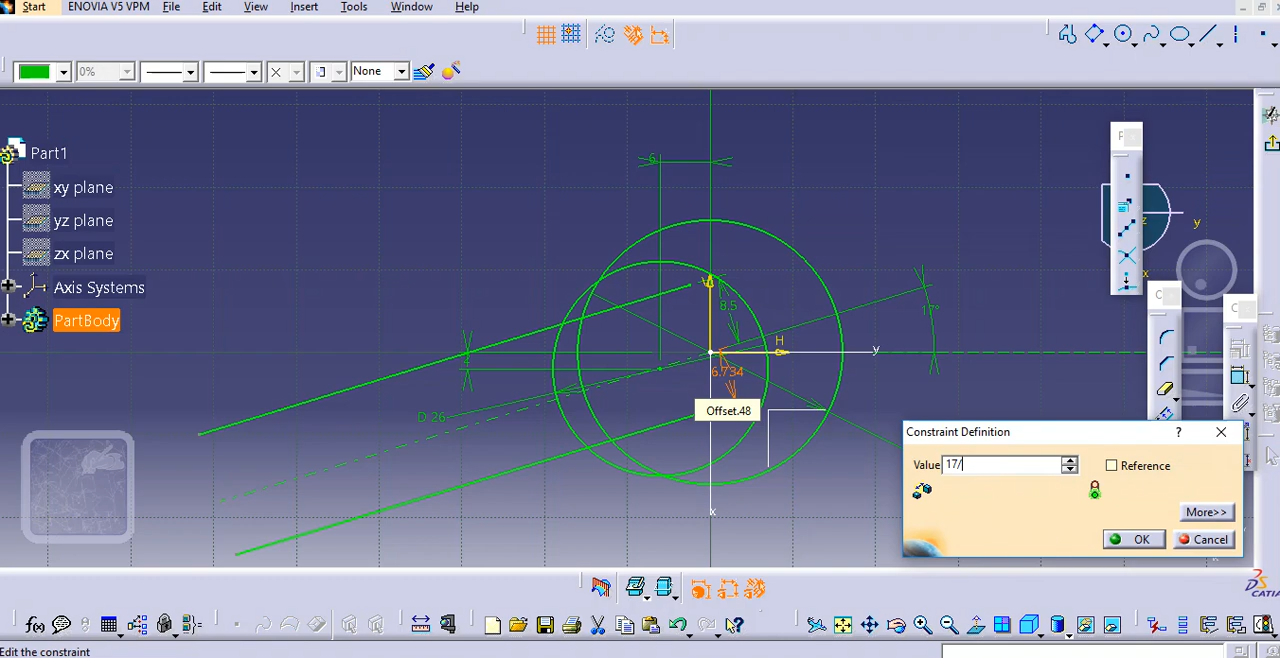 Start ENOVIA V5 VPM File Edit View Insert Tools Window Help
0% None
Part1
xy plane
yz plane
zx plane
Axis Systems
PartBody
6
V
8.5
17°
H
y
6.734
D 26
Offset.48
x
z
y
x
Constraint Definition ? X
Value 17/ Reference
More>>
OK Cancel
CATIA
f(x)
Edit the constraint